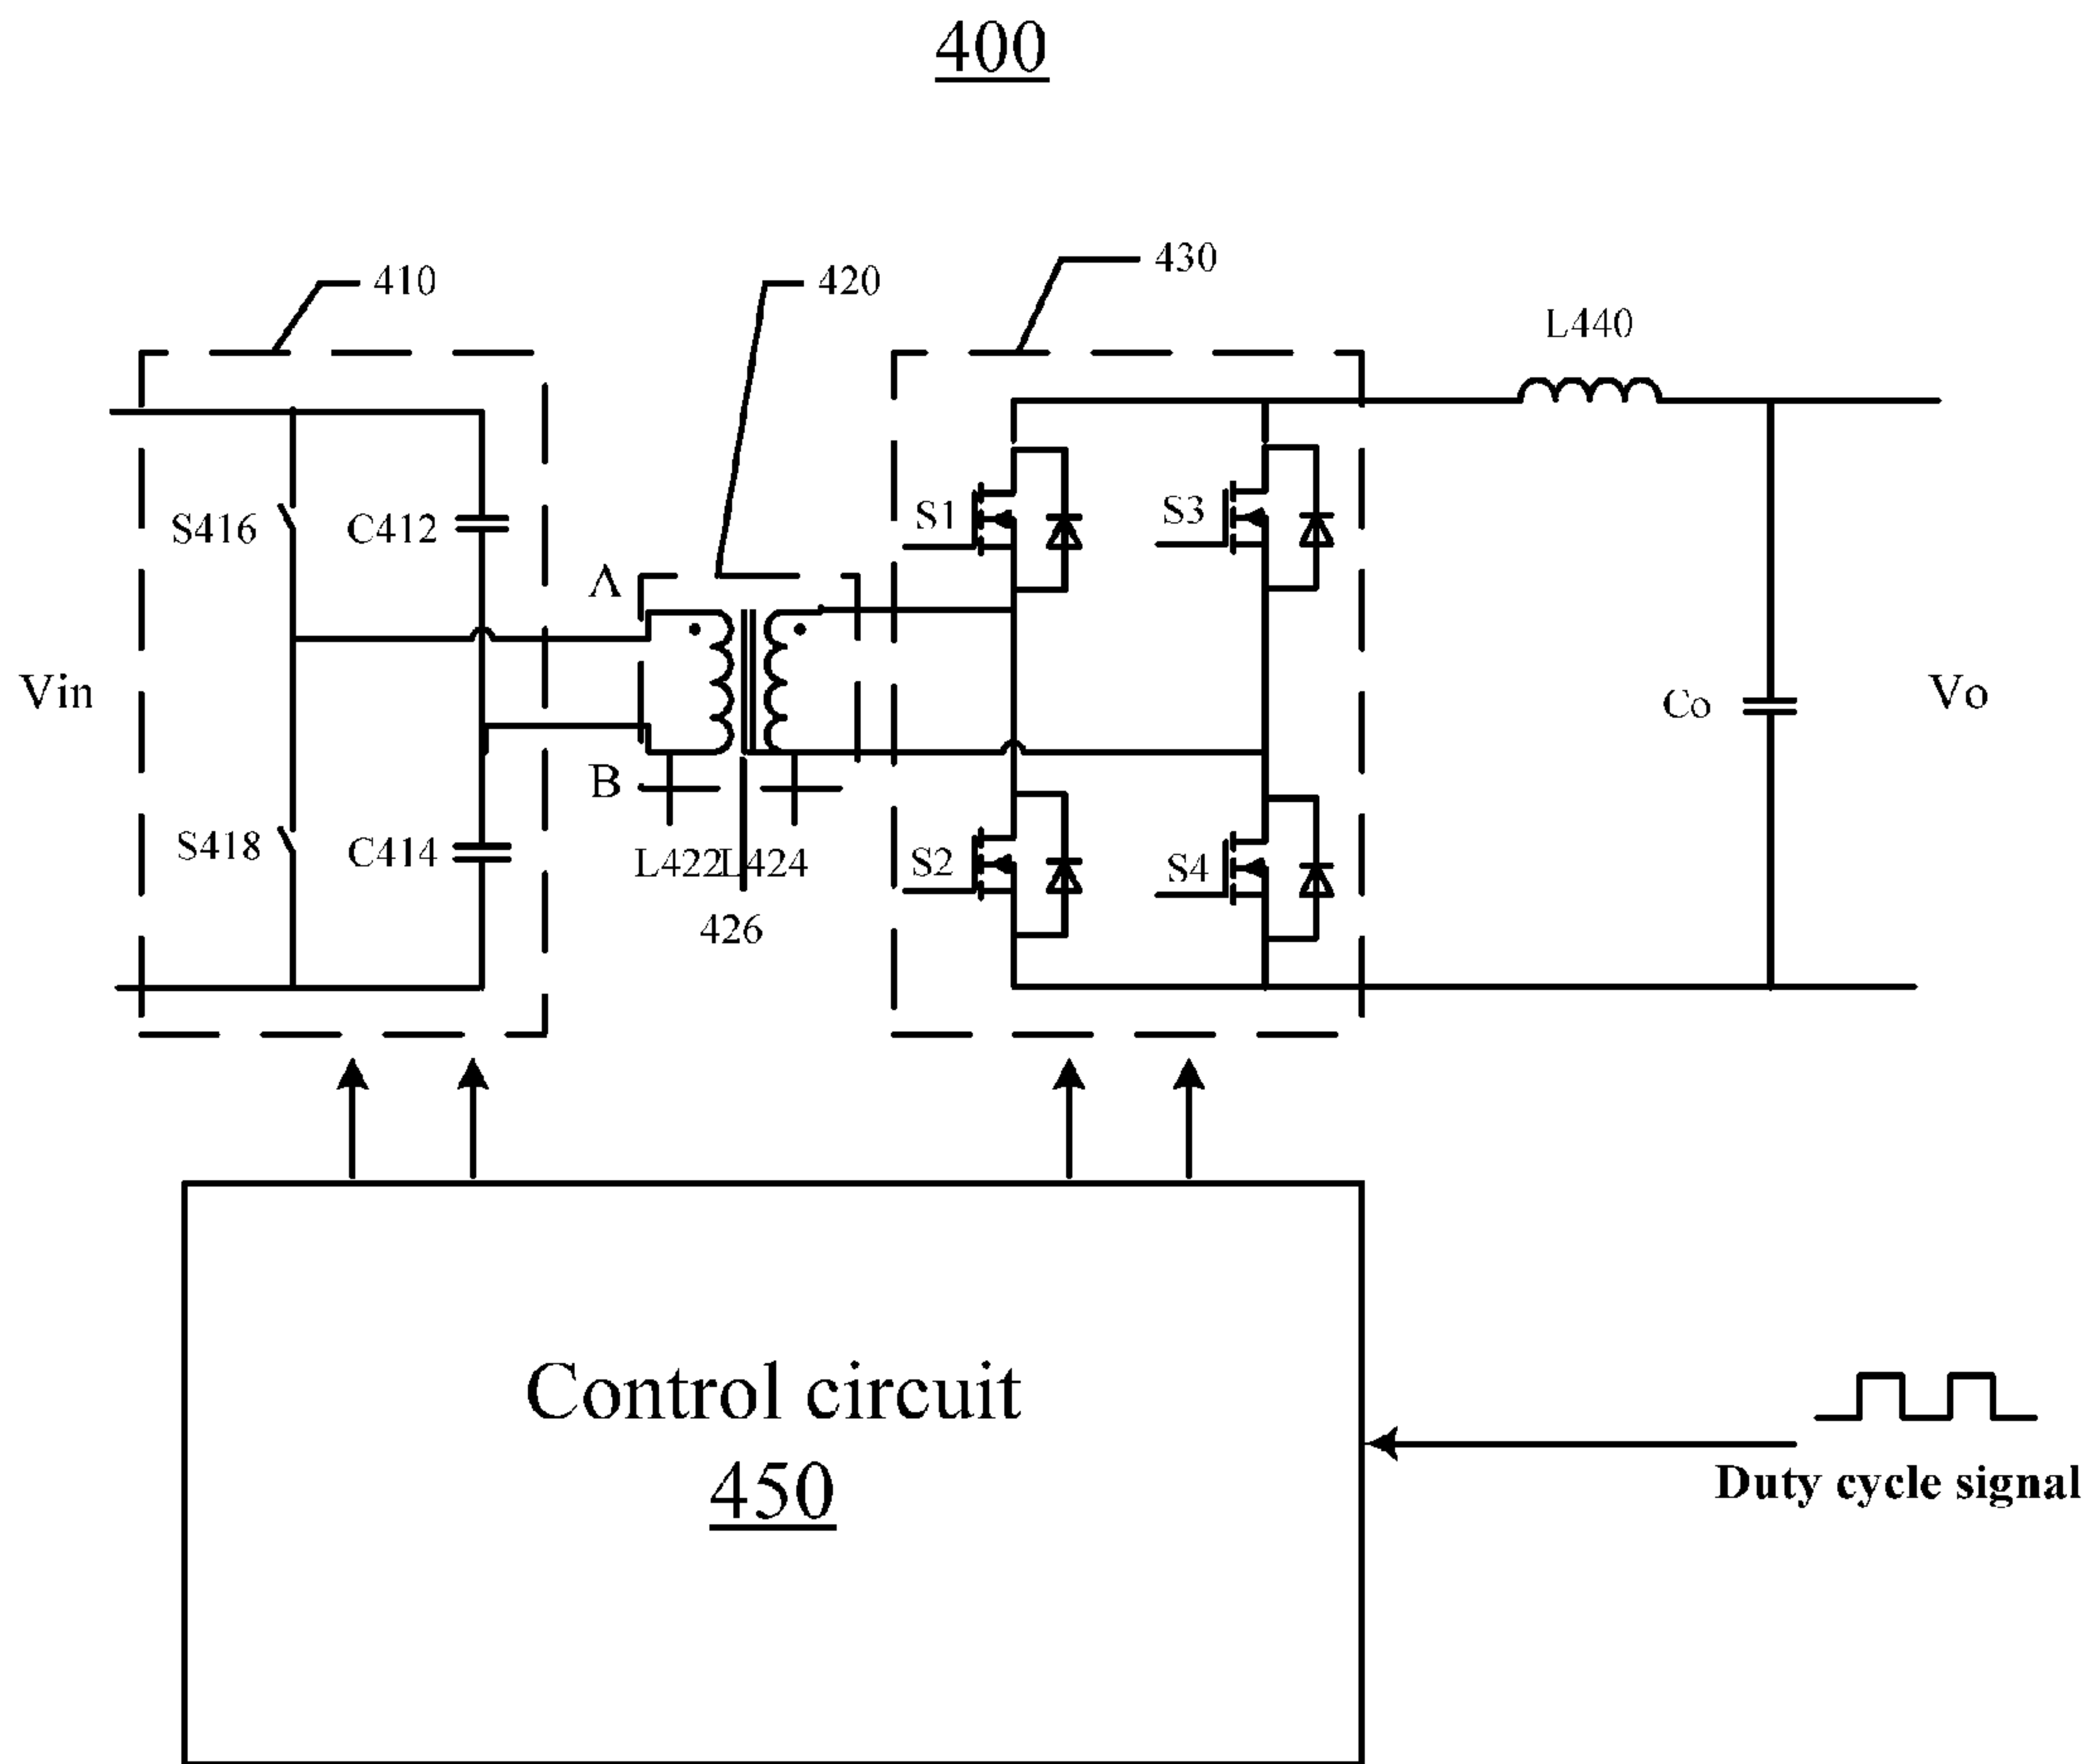 400
410
420
430
L440
S416
C412
S1
S3
A
Vin
Co
Vo
B
S418
C414
L422
L424
S2
S4
426
Control circuit
450
Duty cycle signal